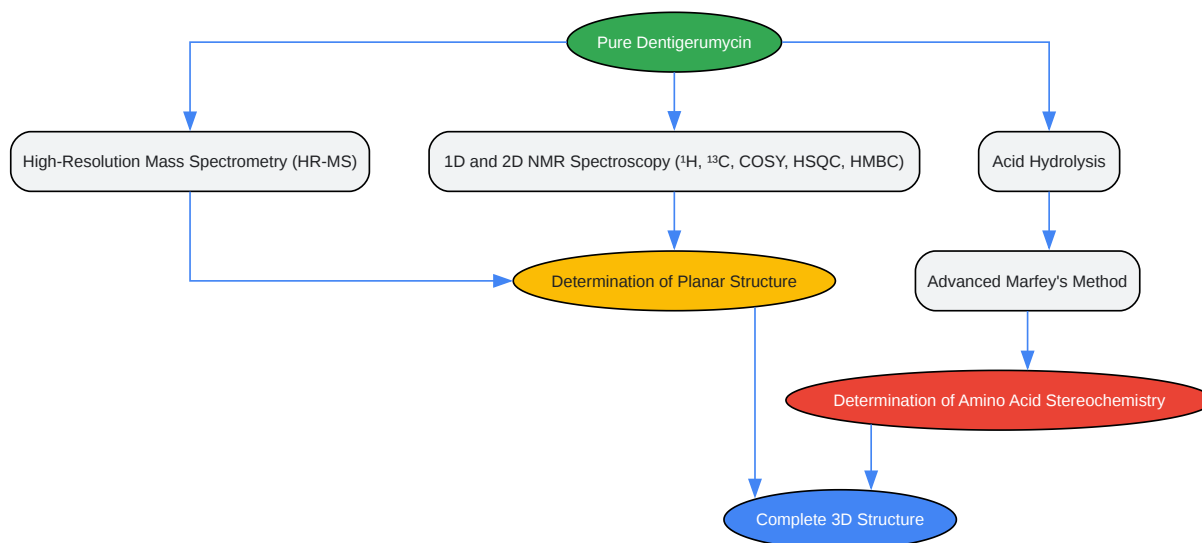 Pure Dentigerumycin
High-Resolution Mass Spectrometry (HR-MS)
1D and 2D NMR Spectroscopy (¹H, ¹³C, COSY, HSQC, HMBC)
Acid Hydrolysis
Determination of Planar Structure
Advanced Marfey's Method
Determination of Amino Acid Stereochemistry
Complete 3D Structure